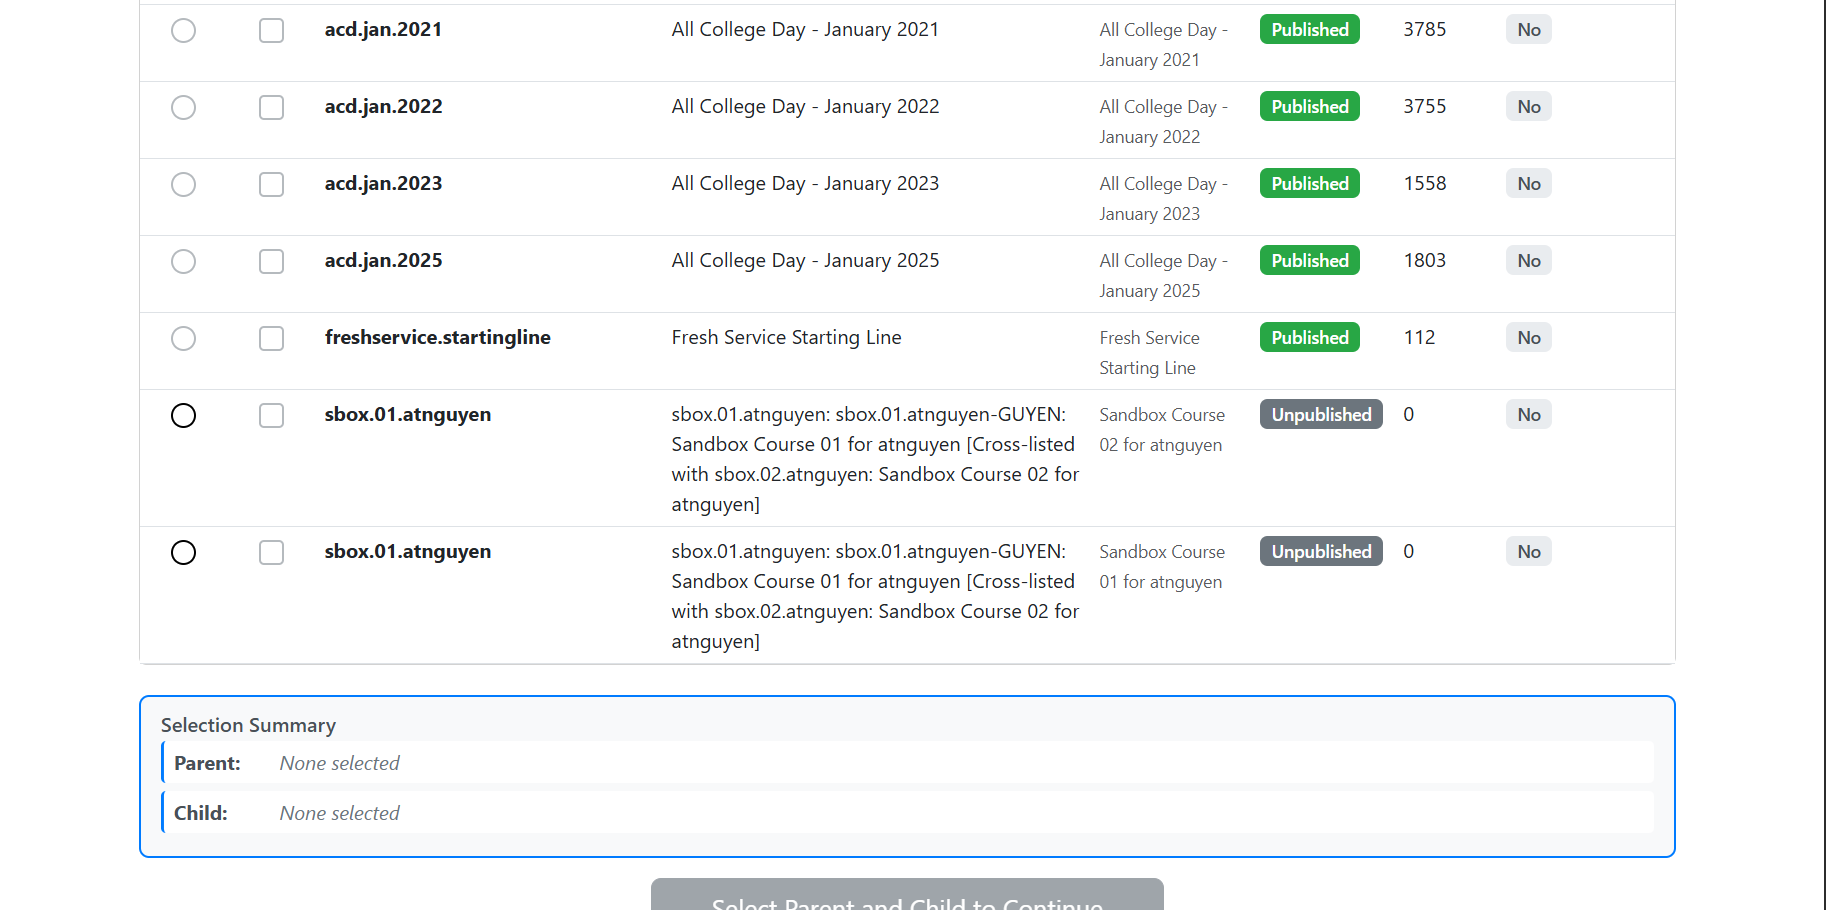 acd.jan.2021 All College Day - January 2021 All College Day - Published 3785 No
January 2021
acd.jan.2022 All College Day - January 2022 All College Day - Published 3755 No
January 2022
acd.jan.2023 All College Day - January 2023 All College Day - Published 1558 No
January 2023
acd.jan.2025 All College Day - January 2025 All College Day - Published 1803 No
January 2025
freshservice.startingline Fresh Service Starting Line Fresh Service Published 112 No
Starting Line
sbox.01.atnguyen sbox.01.atnguyen: sbox.01.atnguyen-GUYEN: Sandbox Course Unpublished 0 No
Sandbox Course 01 for atnguyen [Cross-listed 02 for atnguyen
with sbox.02.atnguyen: Sandbox Course 02 for
atnguyen]
sbox.01.atnguyen sbox.01.atnguyen: sbox.01.atnguyen-GUYEN: Sandbox Course Unpublished 0 No
Sandbox Course 01 for atnguyen [Cross-listed 01 for atnguyen
with sbox.02.atnguyen: Sandbox Course 02 for
atnguyen]
Selection Summary
Parent: None selected
Child: None selected
Select Parent and Child to Continue